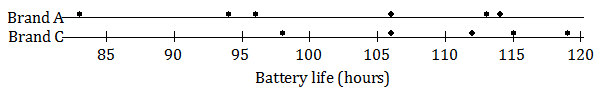 Brand A
Brand C
85 90 95 100 105 110 115 120
Battery life (hours)